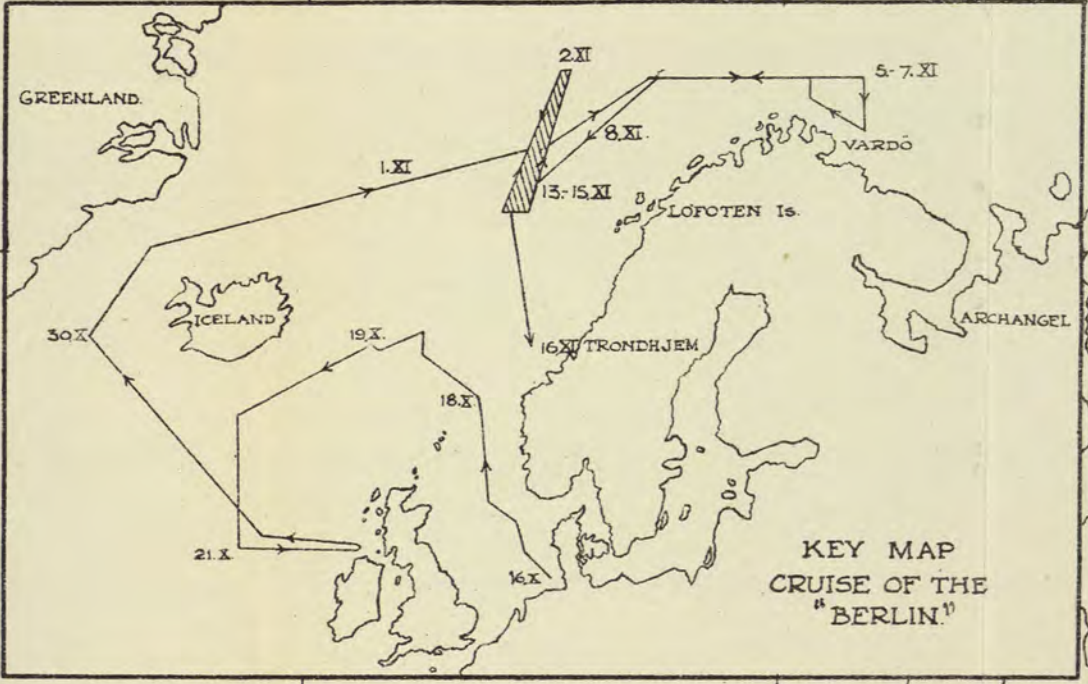 2.XI
GREENLAND.
5.-7.XI
8.XI.
VARDÖ
1.XI
13.-15.XI
LOFOTEN Is.
ICELAND
ARCHANGEL
30.X
19.X.
16.XI TRONDHJEM
18.X.
21.X.
16.X.
KEY MAP
CRUISE OF THE
"BERLIN."